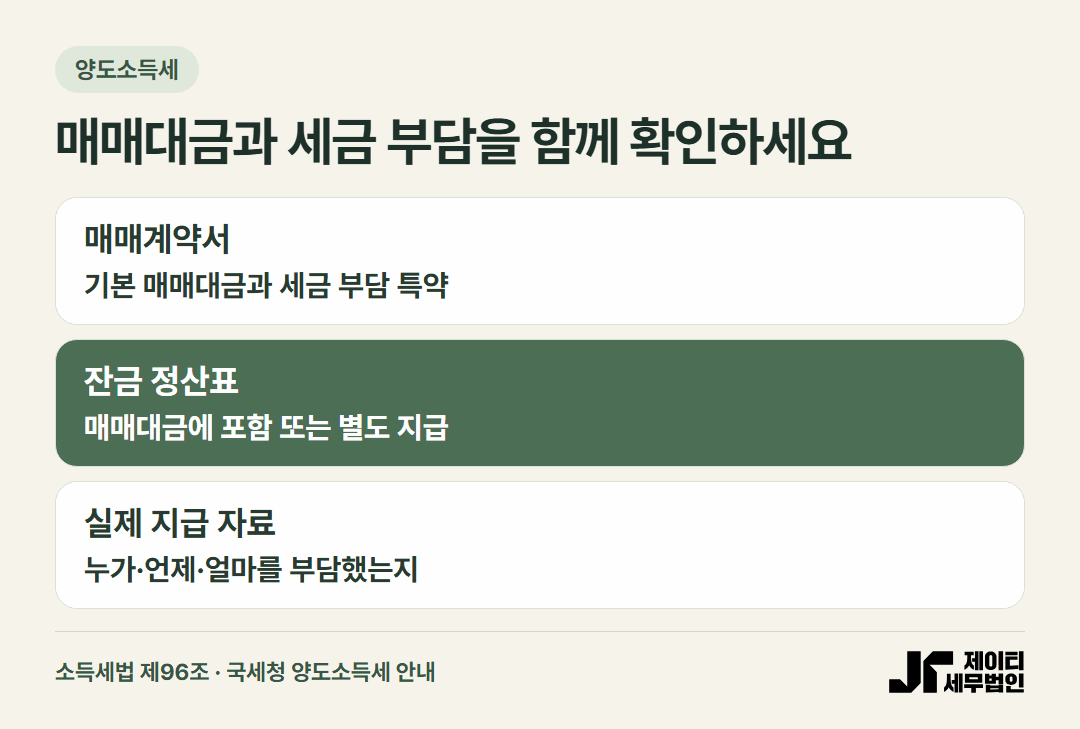 양도소득세
매매대금과 세금 부담을 함께 확인하세요
매매계약서
기본 매매대금과 세금 부담 특약
잔금 정산표
매매대금에 포함 또는 별도 지급
실제 지급 자료
누가·언제·얼마를 부담했는지
소득세법 제96조 · 국세청 양도소득세 안내
제이티
세무법인